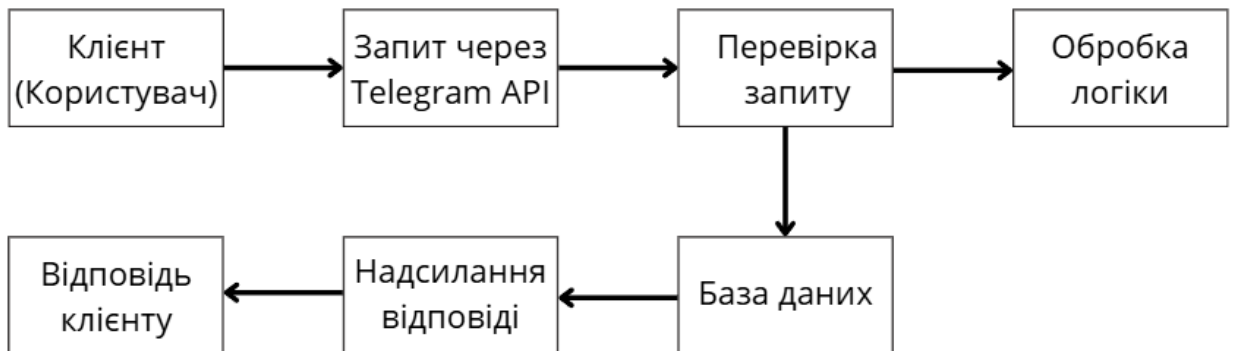 Клієнт
(Користувач)
Запит через
Telegram API
Перевірка
запиту
Обробка
логіки
Відповідь
клієнту
Надсилання
відповіді
База даних